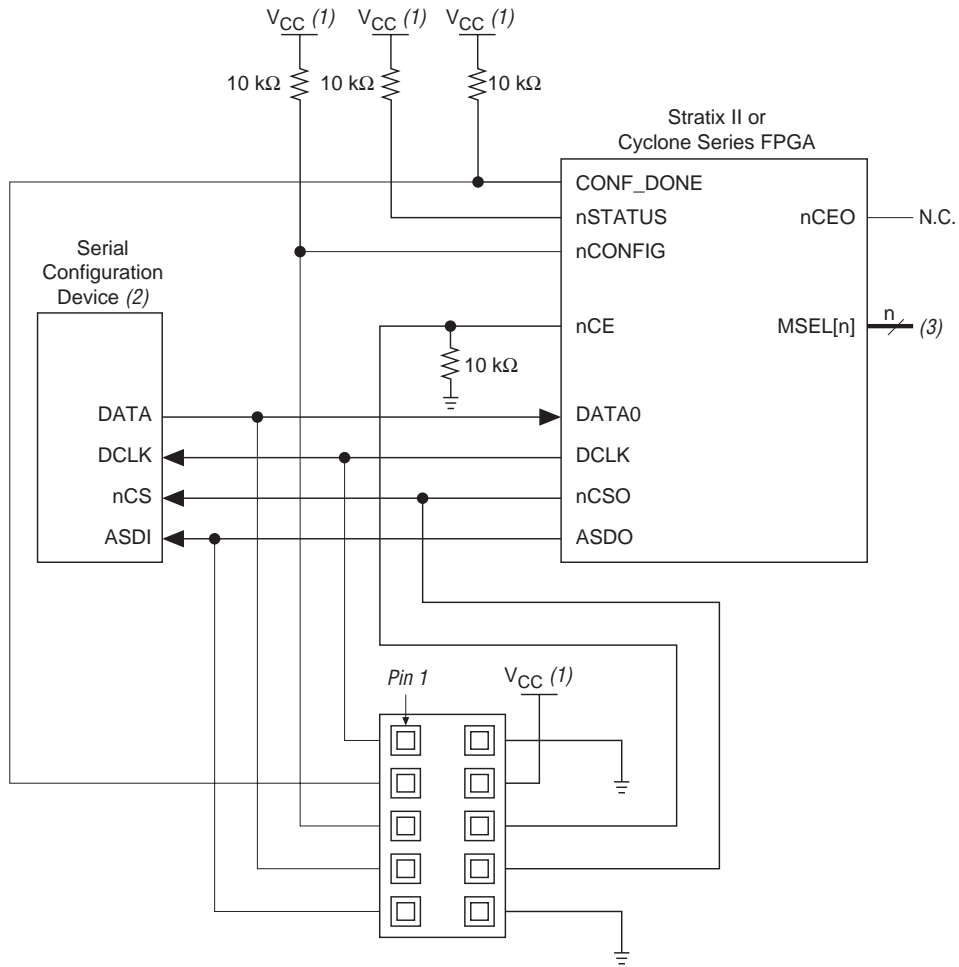 VCC (1) VCC (1) VCC (1)
10 kΩ 10 kΩ 10 kΩ
Stratix II or
Cyclone Series FPGA
CONF_DONE
nSTATUS nCEO N.C.
nCONFIG
Serial
Configuration
Device (2)
nCE MSEL[n] n (3)
10 kΩ
DATA DATA0
DCLK DCLK
nCS nCSO
ASDI ASDO
Pin 1 VCC (1)